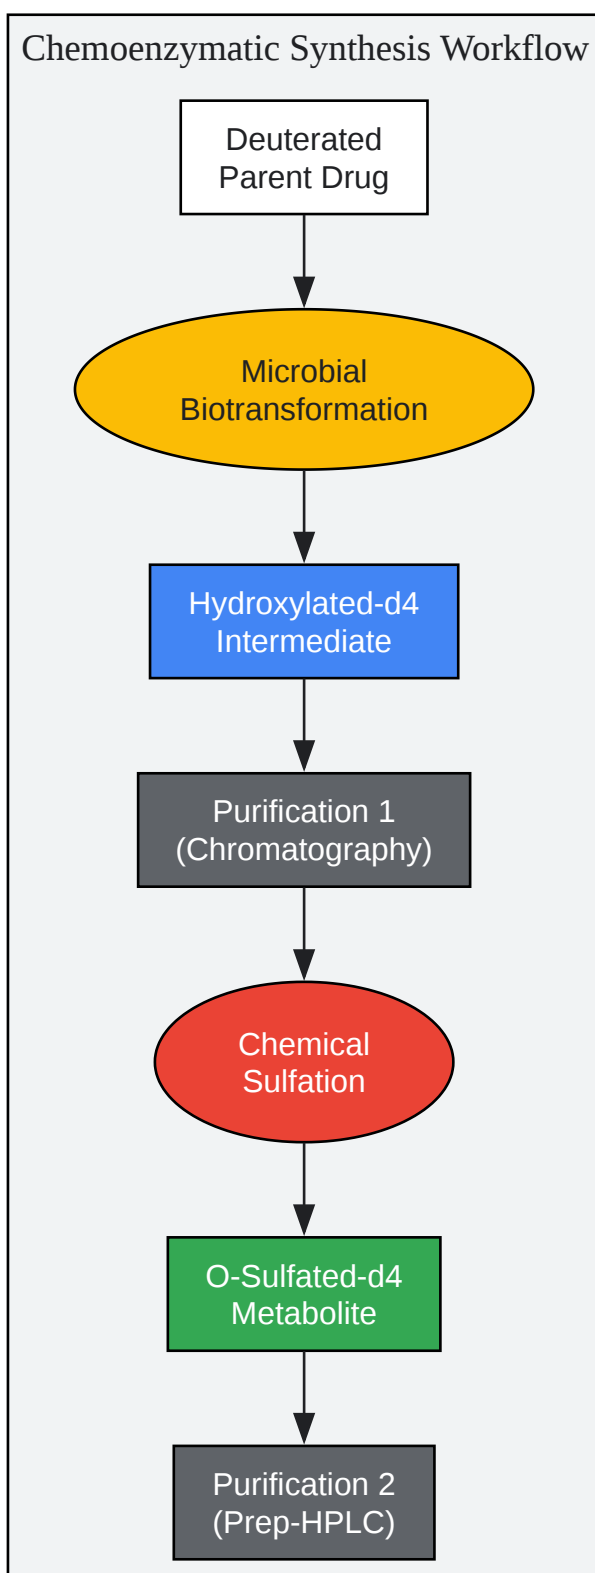 Chemoenzymatic Synthesis Workflow
Deuterated
Parent Drug
Microbial
Biotransformation
Hydroxylated-d4
Intermediate
Purification 1
(Chromatography)
Chemical
Sulfation
O-Sulfated-d4
Metabolite
Purification 2
(Prep-HPLC)